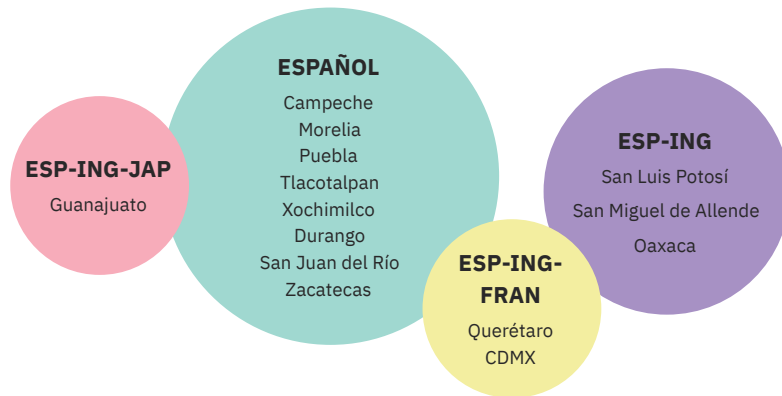 ESP-ING-JAP
Guanajuato
ESPAÑOL
Campeche
Morelia
Puebla
Tlacotalpan
Xochimilco
Durango
San Juan del Río
Zacatecas
ESP-ING-
FRAN
Querétaro
CDMX
ESP-ING
San Luis Potosí
San Miguel de Allende
Oaxaca